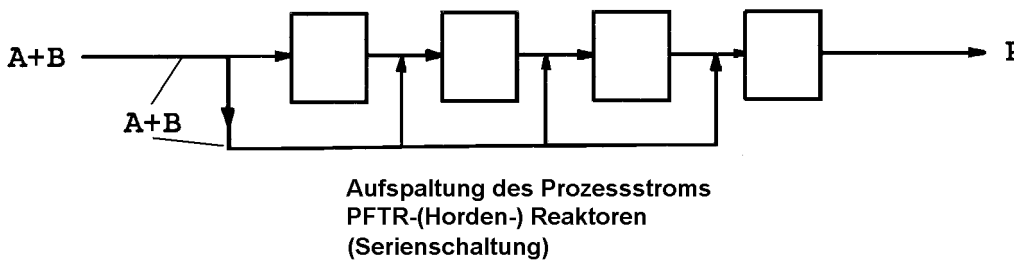 A+B
A+B
Aufspaltung des Prozessstroms
PFTR-(Horden-) Reaktoren
(Serienschaltung)